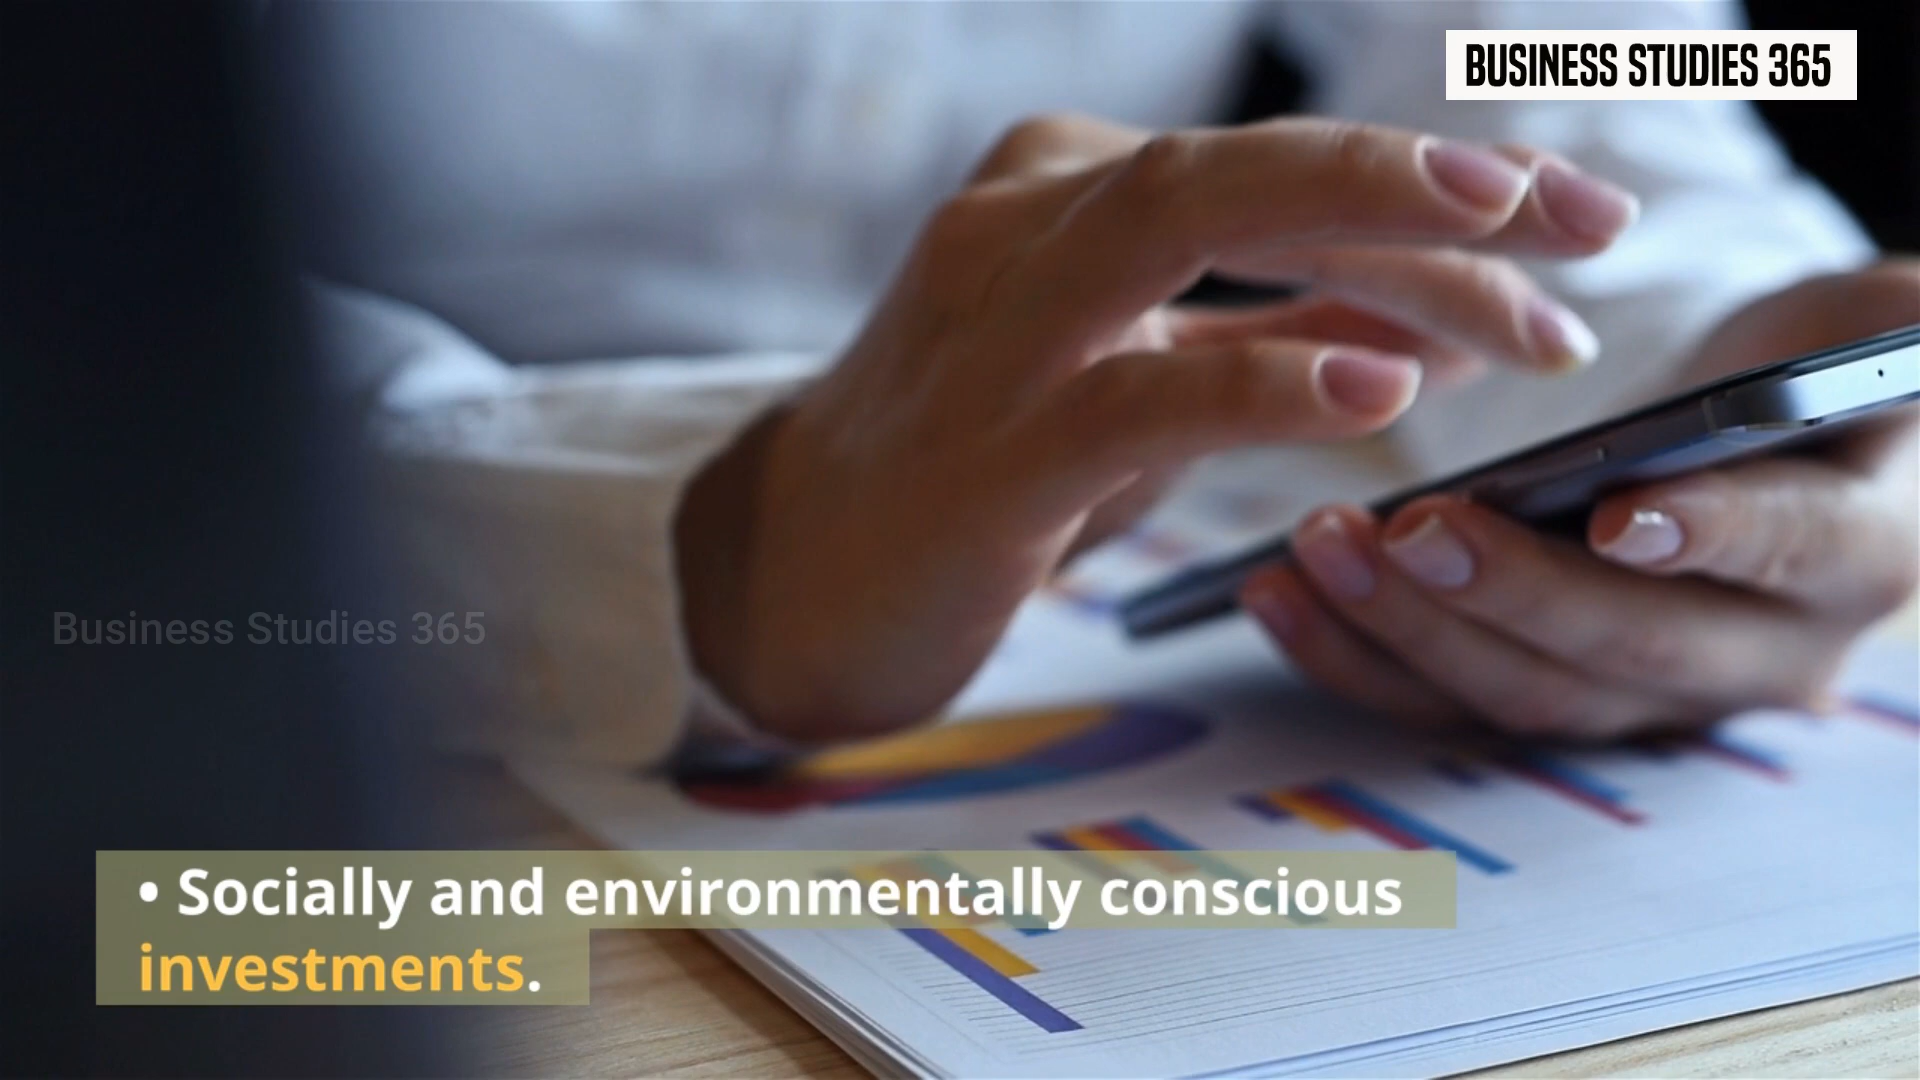 BUSINESS STUDIES 365
Business Studies 365
• Socially and environmentally conscious
investments.